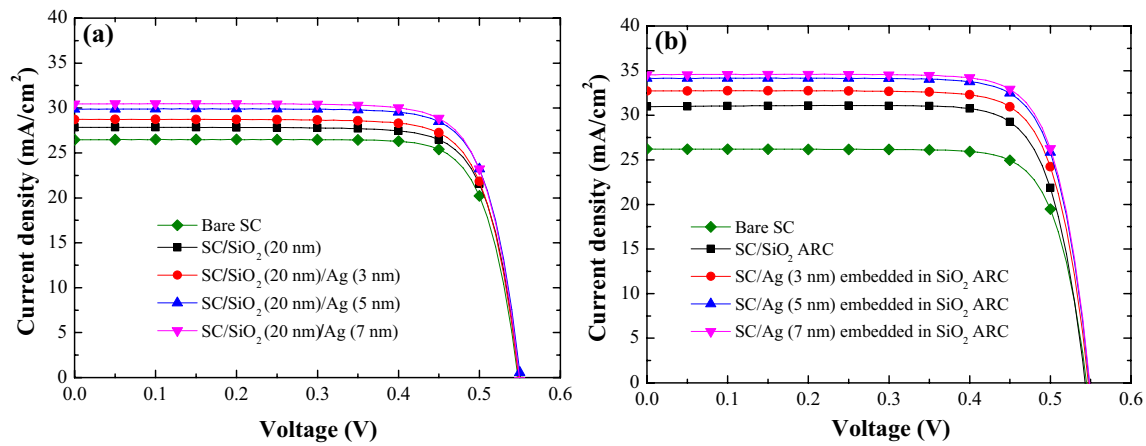 (a)
40
35
30
25
20
15
10
5
0
0.0 0.1 0.2 0.3 0.4 0.5 0.6
Current density (mA/cm²)
Voltage (V)
Bare SC
SC/SiO₂ (20 nm)
SC/SiO₂ (20 nm)/Ag (3 nm)
SC/SiO₂ (20 nm)/Ag (5 nm)
SC/SiO₂ (20 nm)/Ag (7 nm)
(b)
40
35
30
25
20
15
10
5
0
0.0 0.1 0.2 0.3 0.4 0.5 0.6
Current density (mA/cm²)
Voltage (V)
Bare SC
SC/SiO₂ ARC
SC/Ag (3 nm) embedded in SiO₂ ARC
SC/Ag (5 nm) embedded in SiO₂ ARC
SC/Ag (7 nm) embedded in SiO₂ ARC